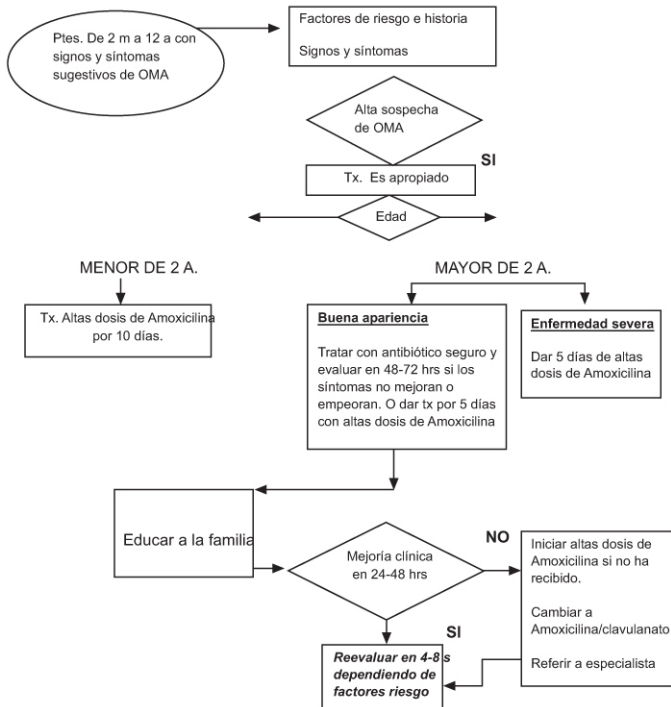 Ptes. De 2 m a 12 a con
signos y síntomas
sugestivos de OMA
Factores de riesgo e historia
Signos y síntomas
Alta sospecha
de OMA
SI
Tx. Es apropiado
Edad
MENOR DE 2 A.
MAYOR DE 2 A.
Tx. Altas dosis de Amoxicilina
por 10 días.
Buena apariencia
Tratar con antibiótico seguro y
evaluar en 48-72 hrs si los
síntomas no mejoran o
empeoran. O dar tx por 5 días
con altas dosis de Amoxicilina
Enfermedad severa
Dar 5 días de altas
dosis de Amoxicilina
Educar a la familia
Mejoría clínica
en 24-48 hrs
NO
Iniciar altas dosis de
Amoxicilina si no ha
recibido.
Cambiar a
Amoxicilina/clavulanato
Referir a especialista
SI
Reevaluar en 4-8 s
dependiendo de
factores riesgo